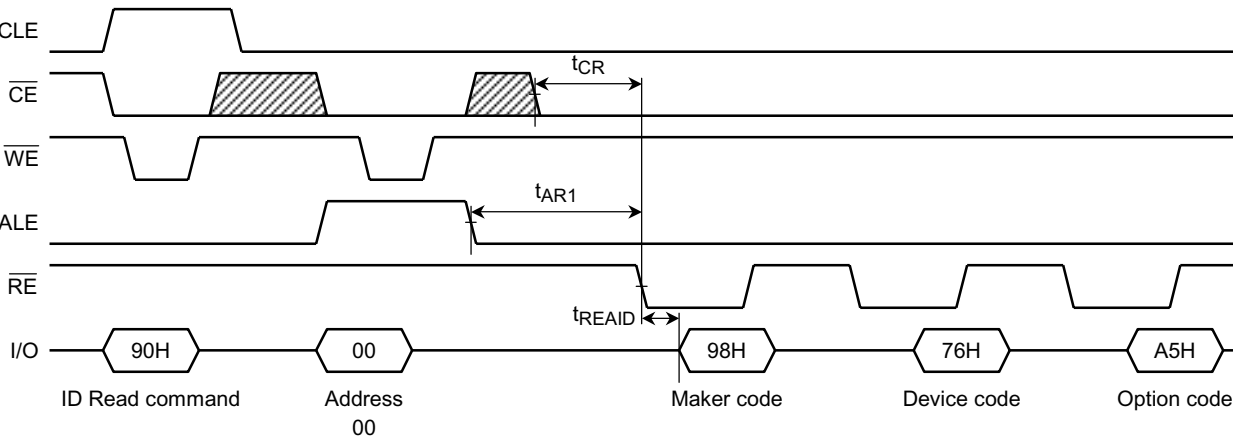 CLE
CE
tCR
WE
ALE
tAR1
RE
tREAID
I/O 90H 00 98H 76H A5H
ID Read command Address Maker code Device code Option code
00